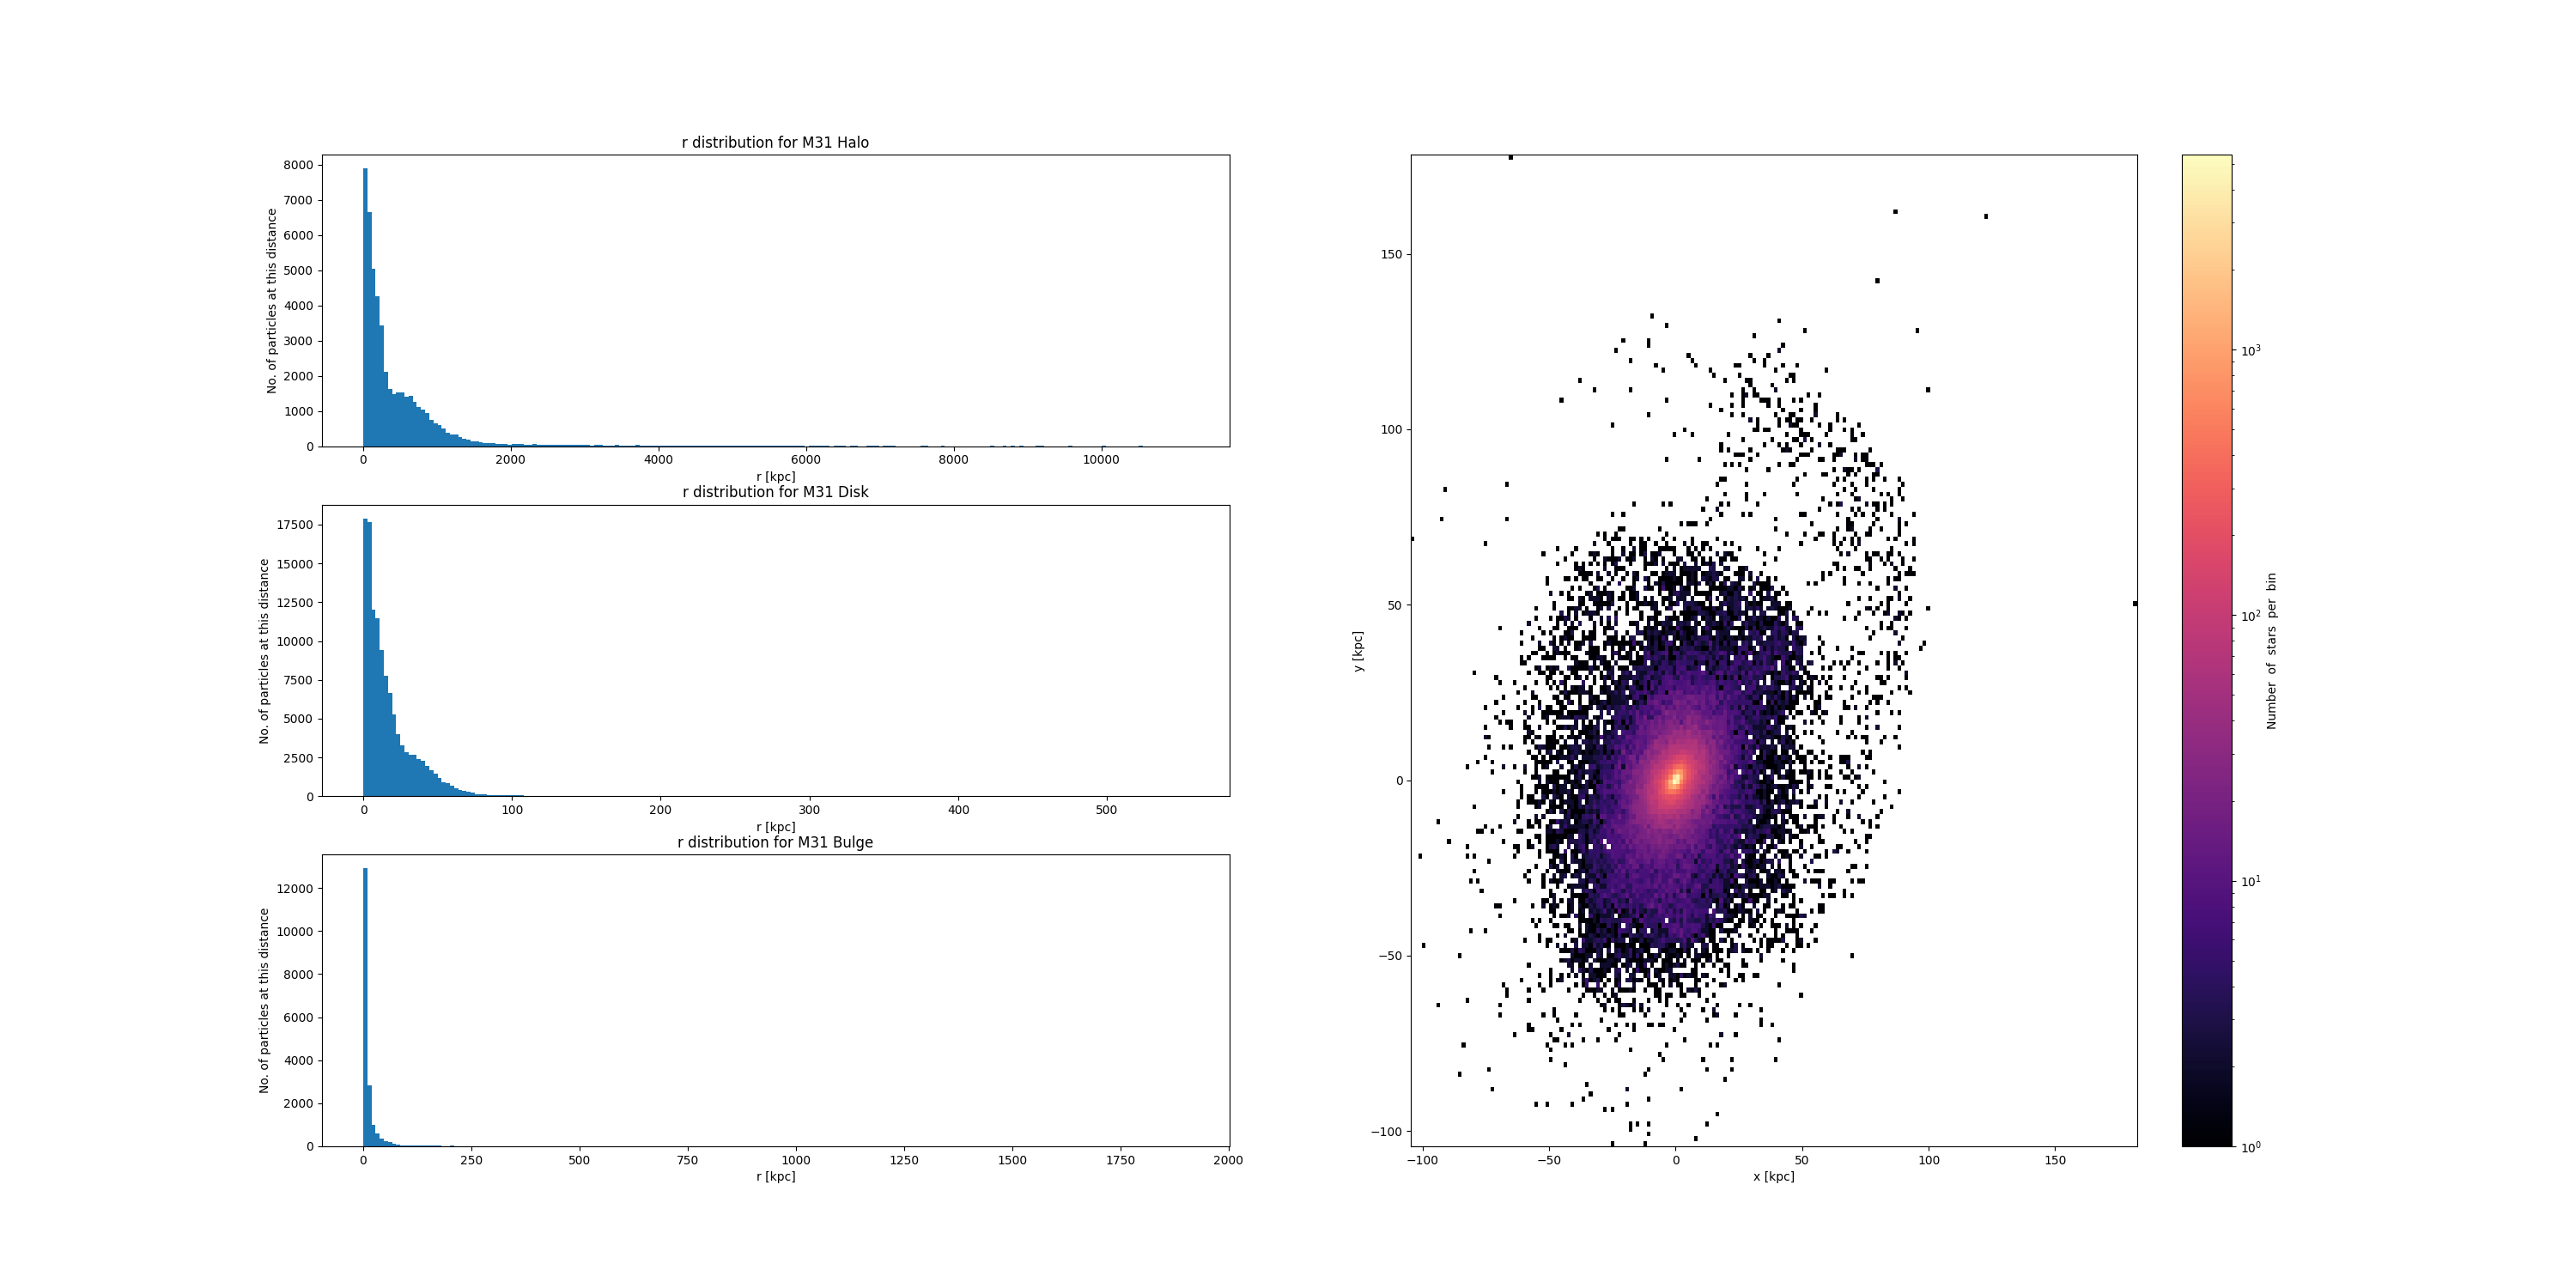 r distribution for M31 Halo
No. of particles at this distance
8000
7000
6000
5000
4000
3000
2000
1000
0
0 2000 4000 6000 8000 10000
r [kpc]
r distribution for M31 Disk
No. of particles at this distance
17500
15000
12500
10000
7500
5000
2500
0
0 100 200 300 400 500
r [kpc]
r distribution for M31 Bulge
No. of particles at this distance
12000
10000
8000
6000
4000
2000
0
0 250 500 750 1000 1250 1500 1750 2000
r [kpc]
y [kpc]
150
100
50
0
−50
−100
−100 −50 0 50 100 150
x [kpc]
10³
10²
10¹
10⁰
Number of stars per bin